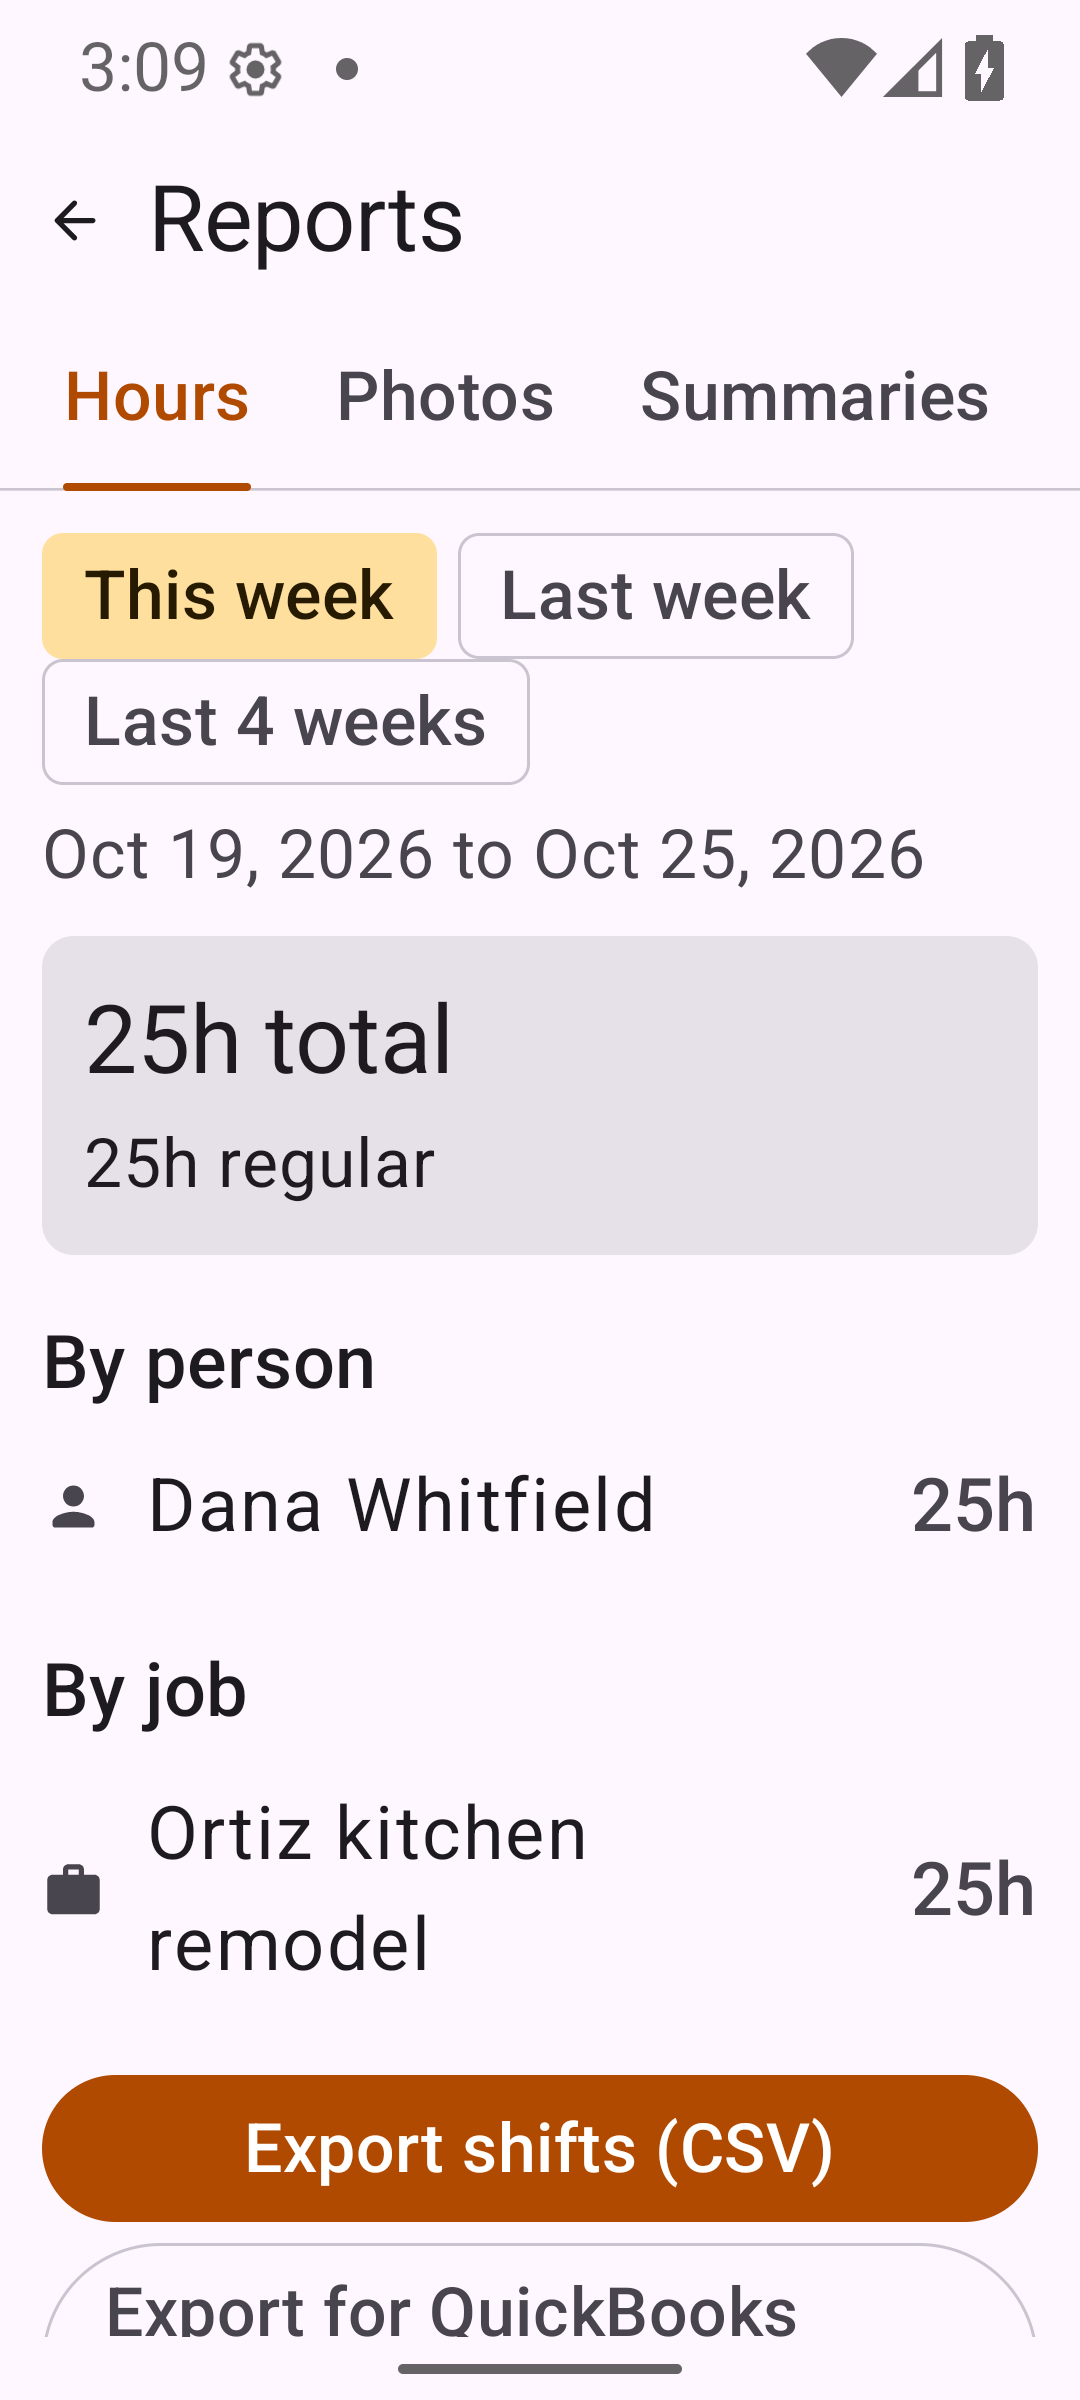 3:09
Reports
Hours Photos Summaries
This week Last week
Last 4 weeks
Oct 19, 2026 to Oct 25, 2026
25h total
25h regular
By person
Dana Whitfield 25h
By job
Ortiz kitchen
remodel 25h
Export shifts (CSV)
Export for QuickBooks